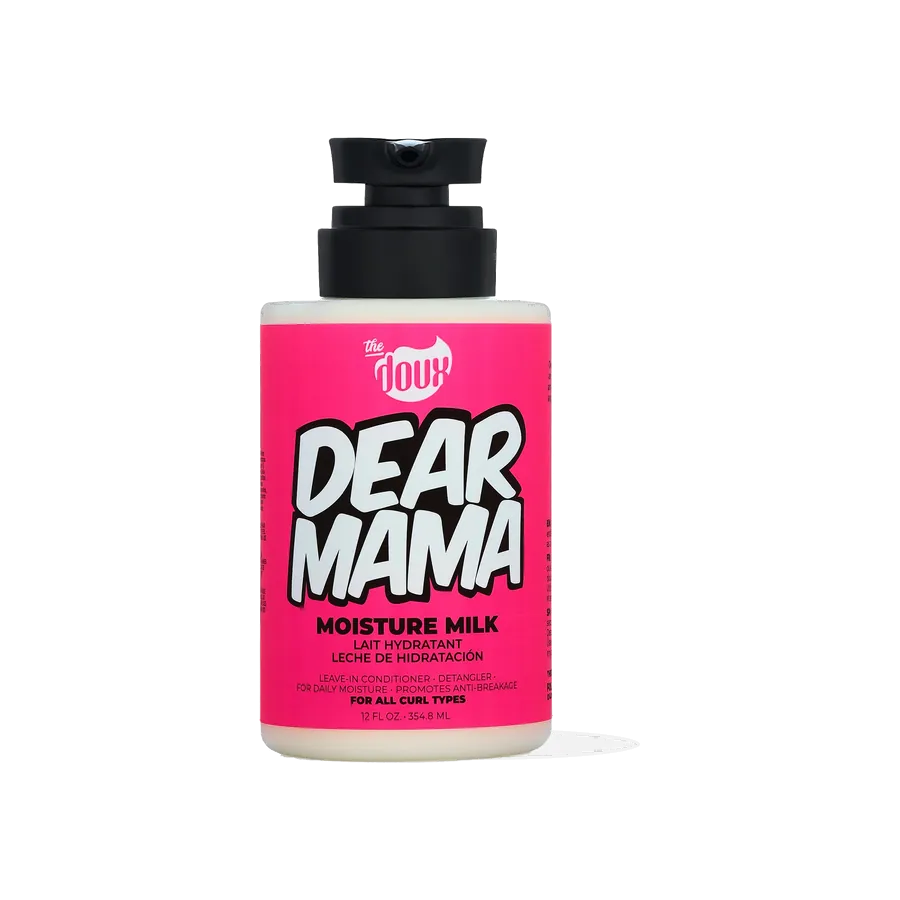 the
doux
DEAR
MAMA
MOISTURE MILK
LAIT HYDRATANT
LECHE DE HIDRATACIÓN
LEAVE-IN CONDITIONER • DETANGLER •
FOR DAILY MOISTURE • PROMOTES ANTI-BREAKAGE
FOR ALL CURL TYPES
12 FL OZ. • 354.8 ML